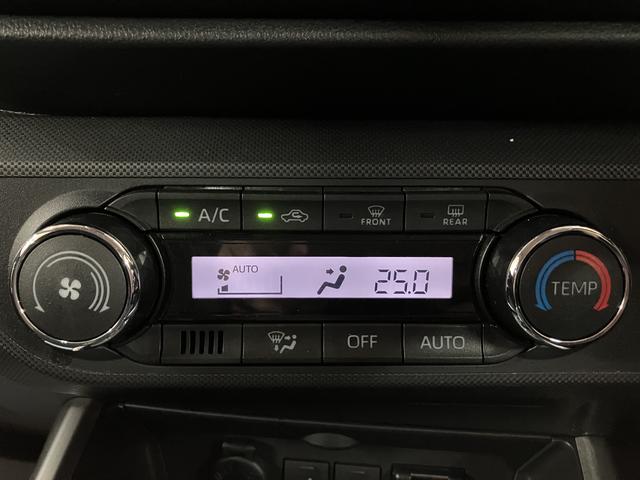 A/C
FRONT
REAR
AUTO
25.0
TEMP
OFF
AUTO